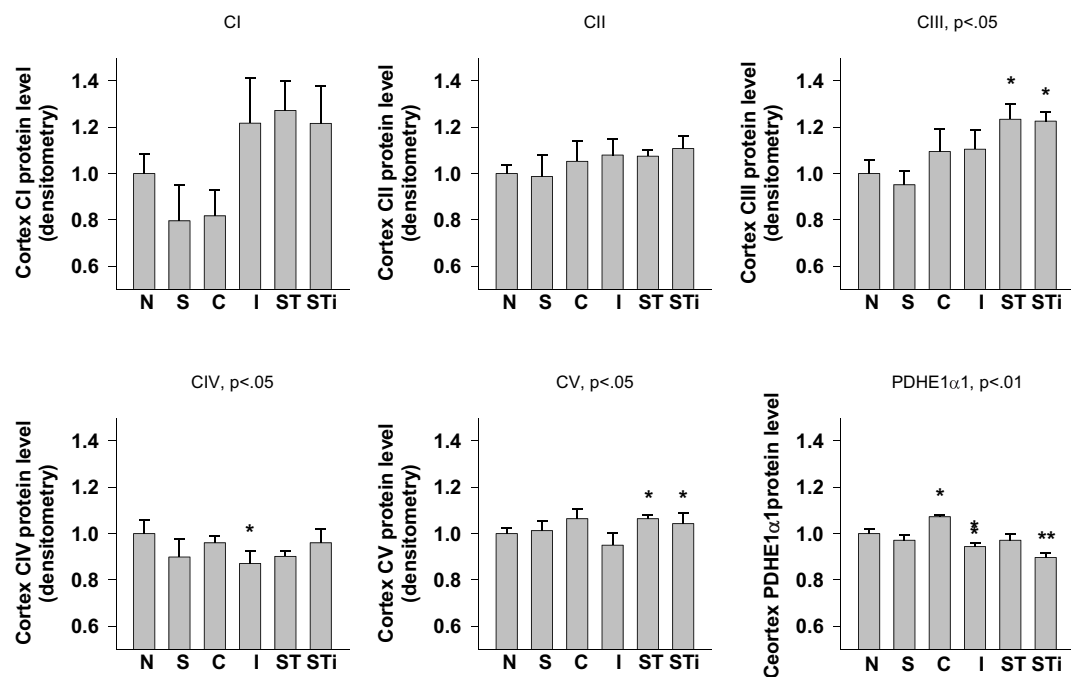 CI
Cortex CI protein level
(densitometry)
1.4
1.2
1.0
0.8
0.6
N S C I ST STi
CII
Cortex CII protein level
(densitometry)
1.4
1.2
1.0
0.8
0.6
N S C I ST STi
CIII, p<.05
Cortex CIII protein level
(densitometry)
1.4
1.2
1.0
0.8
0.6
* *
N S C I ST STi
CIV, p<.05
Cortex CIV protein level
(densitometry)
1.4
1.2
1.0
0.8
0.6
*
N S C I ST STi
CV, p<.05
Cortex CV protein level
(densitometry)
1.4
1.2
1.0
0.8
0.6
* *
N S C I ST STi
PDHE1α1, p<.01
Ceortex PDHE1α1protein level
(densitometry)
1.4
1.2
1.0
0.8
0.6
* ** **
N S C I ST STi